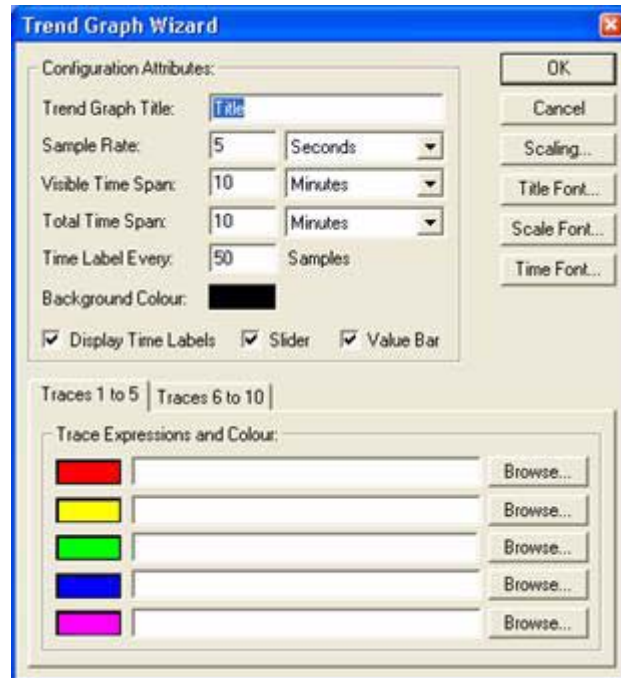 Trend Graph Wizard
Configuration Attributes:
OK
Trend Graph Title: Title
Cancel
Sample Rate: 5 Seconds
Scaling...
Visible Time Span: 10 Minutes
Title Font...
Total Time Span: 10 Minutes
Scale Font...
Time Label Every: 50 Samples
Time Font...
Background Colour:
Display Time Labels Slider Value Bar
Traces 1 to 5 Traces 6 to 10
Trace Expressions and Colour:
Browse...
Browse...
Browse...
Browse...
Browse...